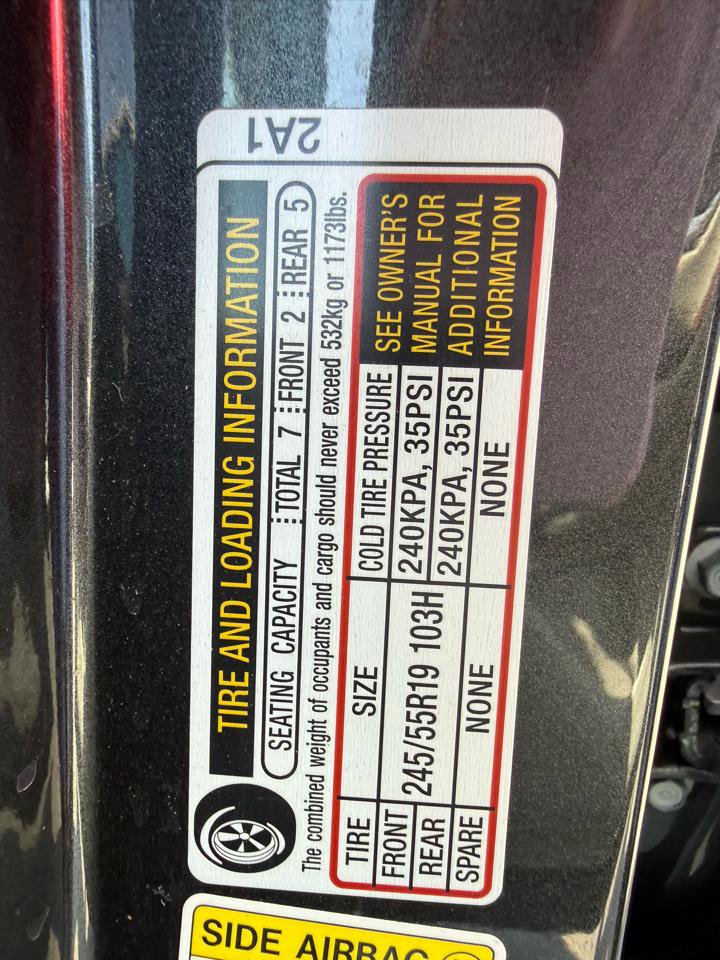 2A1
TIRE AND LOADING INFORMATION
SEATING CAPACITY TOTAL 7 FRONT 2 REAR 5
The combined weight of occupants and cargo should never exceed 532kg or 1173lbs.
TIRE SIZE COLD TIRE PRESSURE
FRONT 245/55R19 103H 240KPA, 35PSI
REAR 240KPA, 35PSI
SPARE NONE NONE
SEE OWNER'S
MANUAL FOR
ADDITIONAL
INFORMATION
SIDE AIRBAG